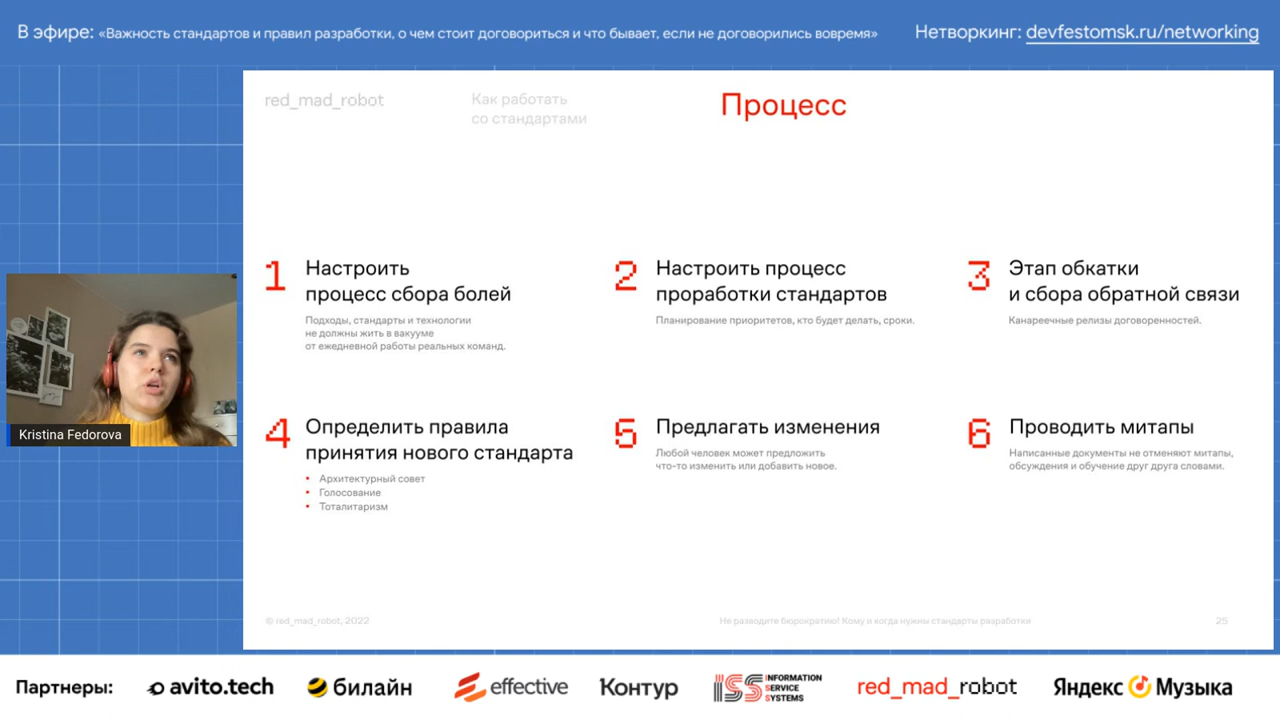 В эфире: «Важность стандартов и правил разработки, о чем стоит договориться и что бывает, если не договорились вовремя»
Нетворкинг: devfestomsk.ru/networking
red_mad_robot
Как работать
со стандартами
Процесс
1
Настроить
процесс сбора болей
Подходы, стандарты и технологии
не должны жить в вакууме
от ежедневной работы реальных команд.
2
Настроить процесс
проработки стандартов
Планирование приоритетов, кто будет делать, сроки.
3
Этап обкатки
и сбора обратной связи
Канареечные релизы договоренностей.
Kristina Fedorova
4
Определить правила
принятия нового стандарта
• Архитектурный совет
• Голосование
• Тоталитаризм
5
Предлагать изменения
Любой человек может предложить
что-то изменить или добавить новое.
6
Проводить митапы
Написанные документы не отменяют митапы,
обсуждения и обучение друг друга словами.
© red_mad_robot, 2022
Не разводите бюрократию! Кому и когда нужны стандарты разработки
25
Партнеры:
avito.tech
билайн
effective
Контур
ISS INFORMATION
SERVICE
SYSTEMS
red_mad_robot
Яндекс Музыка